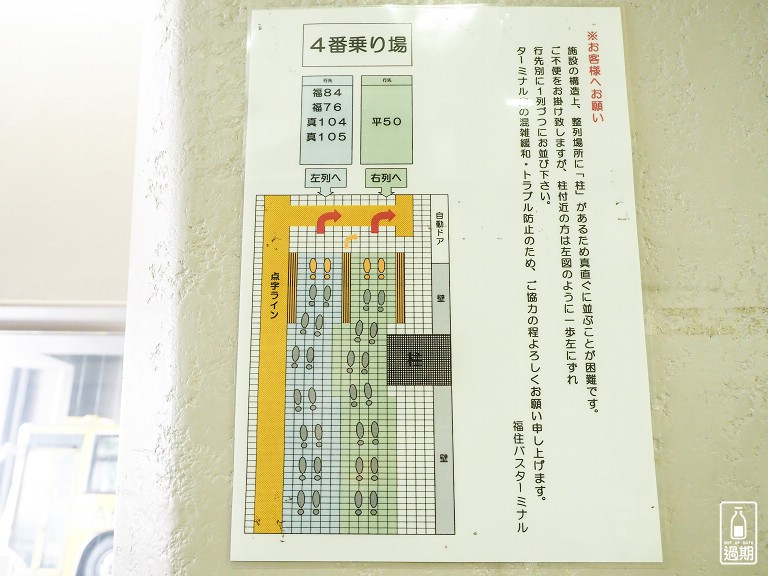 ※お客様へお願い
施設の構造上、整列場所に「柱」があるため真直ぐに並ぶことが困難です。
ご不便をお掛け致しますが、柱付近の方は左図のように一歩左にずれ
行先別に1列づつにお並び下さい。
ターミナル内の混雑緩和・トラブル防止のため、ご協力の程よろしくお願い申し上げます。
福住バスターミナル
4番乗り場
行先
福84
福76
真104
真105
行先
平50
左列へ
右列へ
自動ドア
点字ライン
壁
柱
壁
OUT OF DATE
過期